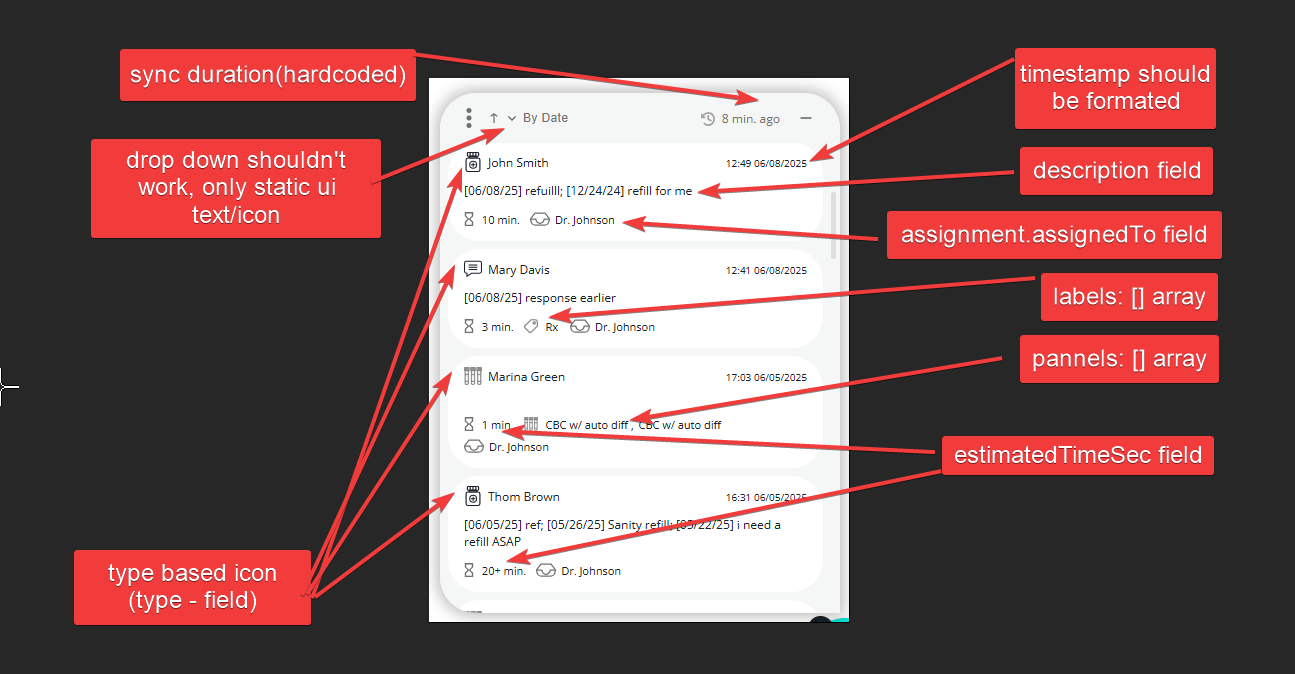 sync duration(hardcoded)
timestamp should
be formated
drop down shouldn't
work, only static ui
text/icon
description field
assignment.assignedTo field
labels: [] array
pannels: [] array
estimatedTimeSec field
type based icon
(type - field)
By Date
8 min. ago
John Smith
12:49 06/08/2025
[06/08/25] refuilll; [12/24/24] refill for me
10 min.
Dr. Johnson
Mary Davis
12:41 06/08/2025
[06/08/25] response earlier
3 min.
Rx
Dr. Johnson
Marina Green
17:03 06/05/2025
1 min.
CBC w/ auto diff , CBC w/ auto diff
Dr. Johnson
Thom Brown
16:31 06/05/2025
[06/05/25] ref; [05/26/25] Sanity refill; [05/22/25] i need a
refill ASAP
20+ min.
Dr. Johnson